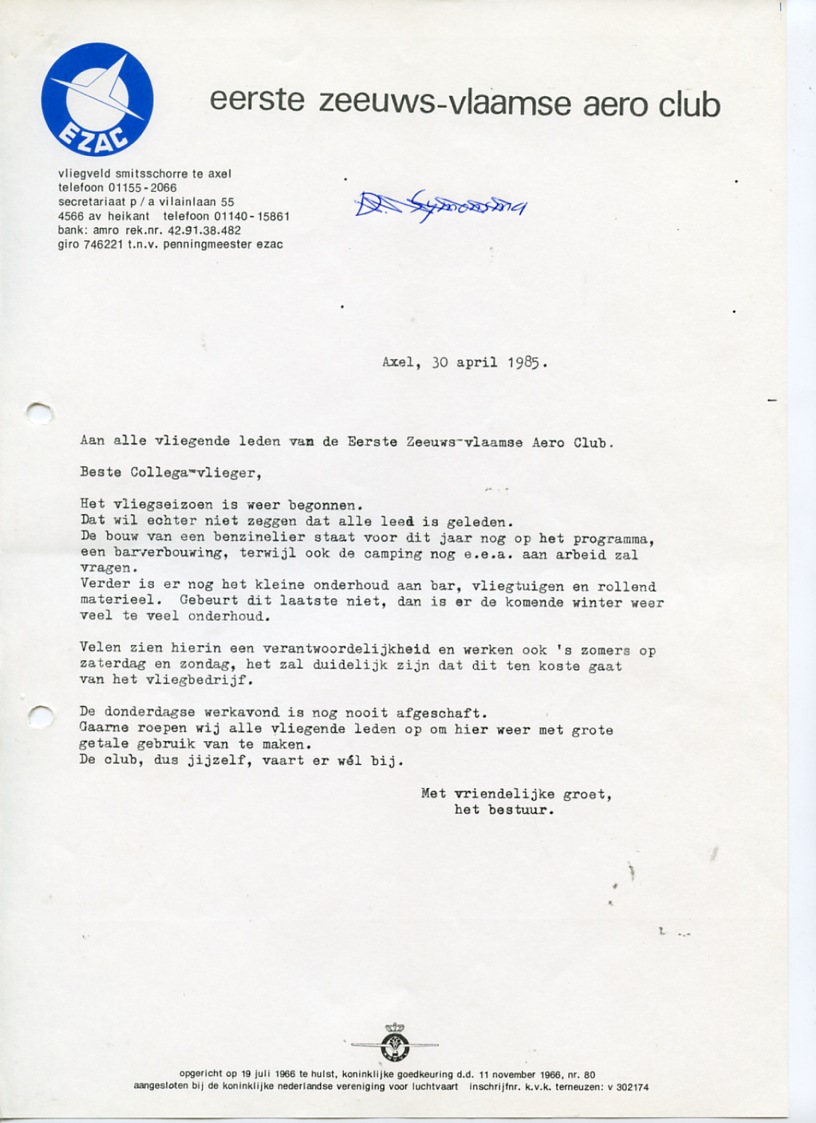 EZAC
eerste zeeuws-vlaamse aero club
vliegveld smitsschorre te axel
telefoon 01155-2066
secretariaat p/a vilainlaan 55
4566 av heikant telefoon 01140-15861
bank: amro rek.nr. 42.91.38.482
giro 746221 t.n.v. penningmeester ezac
Axel, 30 april 1985.
Aan alle vliegende leden van de Eerste Zeeuws-vlaamse Aero Club.
Beste Collega-vlieger,
Het vliegseizoen is weer begonnen.
Dat wil echter niet zeggen dat alle leed is geleden.
De bouw van een benzinelier staat voor dit jaar nog op het programma,
een barverbouwing, terwijl ook de camping nog e.e.a. aan arbeid zal
vragen.
Verder is er nog het kleine onderhoud aan bar, vliegtuigen en rollend
materieel. Gebeurt dit laatste niet, dan is er de komende winter weer
veel te veel onderhoud.
Velen zien hierin een verantwoordelijkheid en werken ook 's zomers op
zaterdag en zondag, het zal duidelijk zijn dat dit ten koste gaat
van het vliegbedrijf.
De donderdagse werkavond is nog nooit afgeschaft.
Gaarne roepen wij alle vliegende leden op om hier weer met grote
getale gebruik van te maken.
De club, dus jijzelf, vaart er wél bij.
Met vriendelijke groet,
het bestuur.
opgericht op 19 juli 1966 te hulst, koninklijke goedkeuring d.d. 11 november 1966, nr. 80
aangesloten bij de koninklijke nederlandse vereniging voor luchtvaart inschrijfnr. k.v.k. terneuzen: v 302174